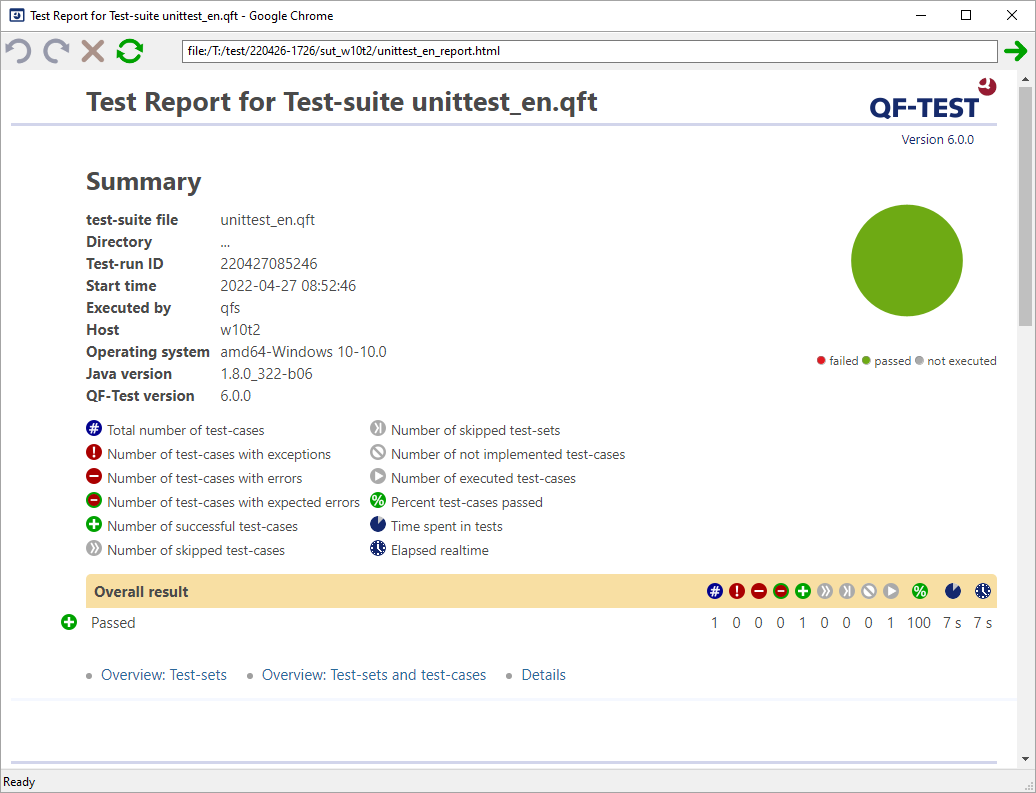 Test Report for Test-suite unittest_en.qft - Google Chrome
file:/T:/test/220426-1726/sut_w10t2/unittest_en_report.html
Test Report for Test-suite unittest_en.qft
QF-TEST
Version 6.0.0
Summary
test-suite file unittest_en.qft
Directory ...
Test-run ID 220427085246
Start time 2022-04-27 08:52:46
Executed by qfs
Host w10t2
Operating system amd64-Windows 10-10.0
Java version 1.8.0_322-b06
QF-Test version 6.0.0
failed passed not executed
# Total number of test-cases
! Number of test-cases with exceptions
Number of test-cases with errors
Number of test-cases with expected errors
Number of successful test-cases
Number of skipped test-cases
Number of skipped test-sets
Number of not implemented test-cases
Number of executed test-cases
% Percent test-cases passed
Time spent in tests
Elapsed realtime
Overall result # ! %
Passed 1 0 0 0 1 0 0 0 1 100 7 s 7 s
Overview: Test-sets Overview: Test-sets and test-cases Details
Ready